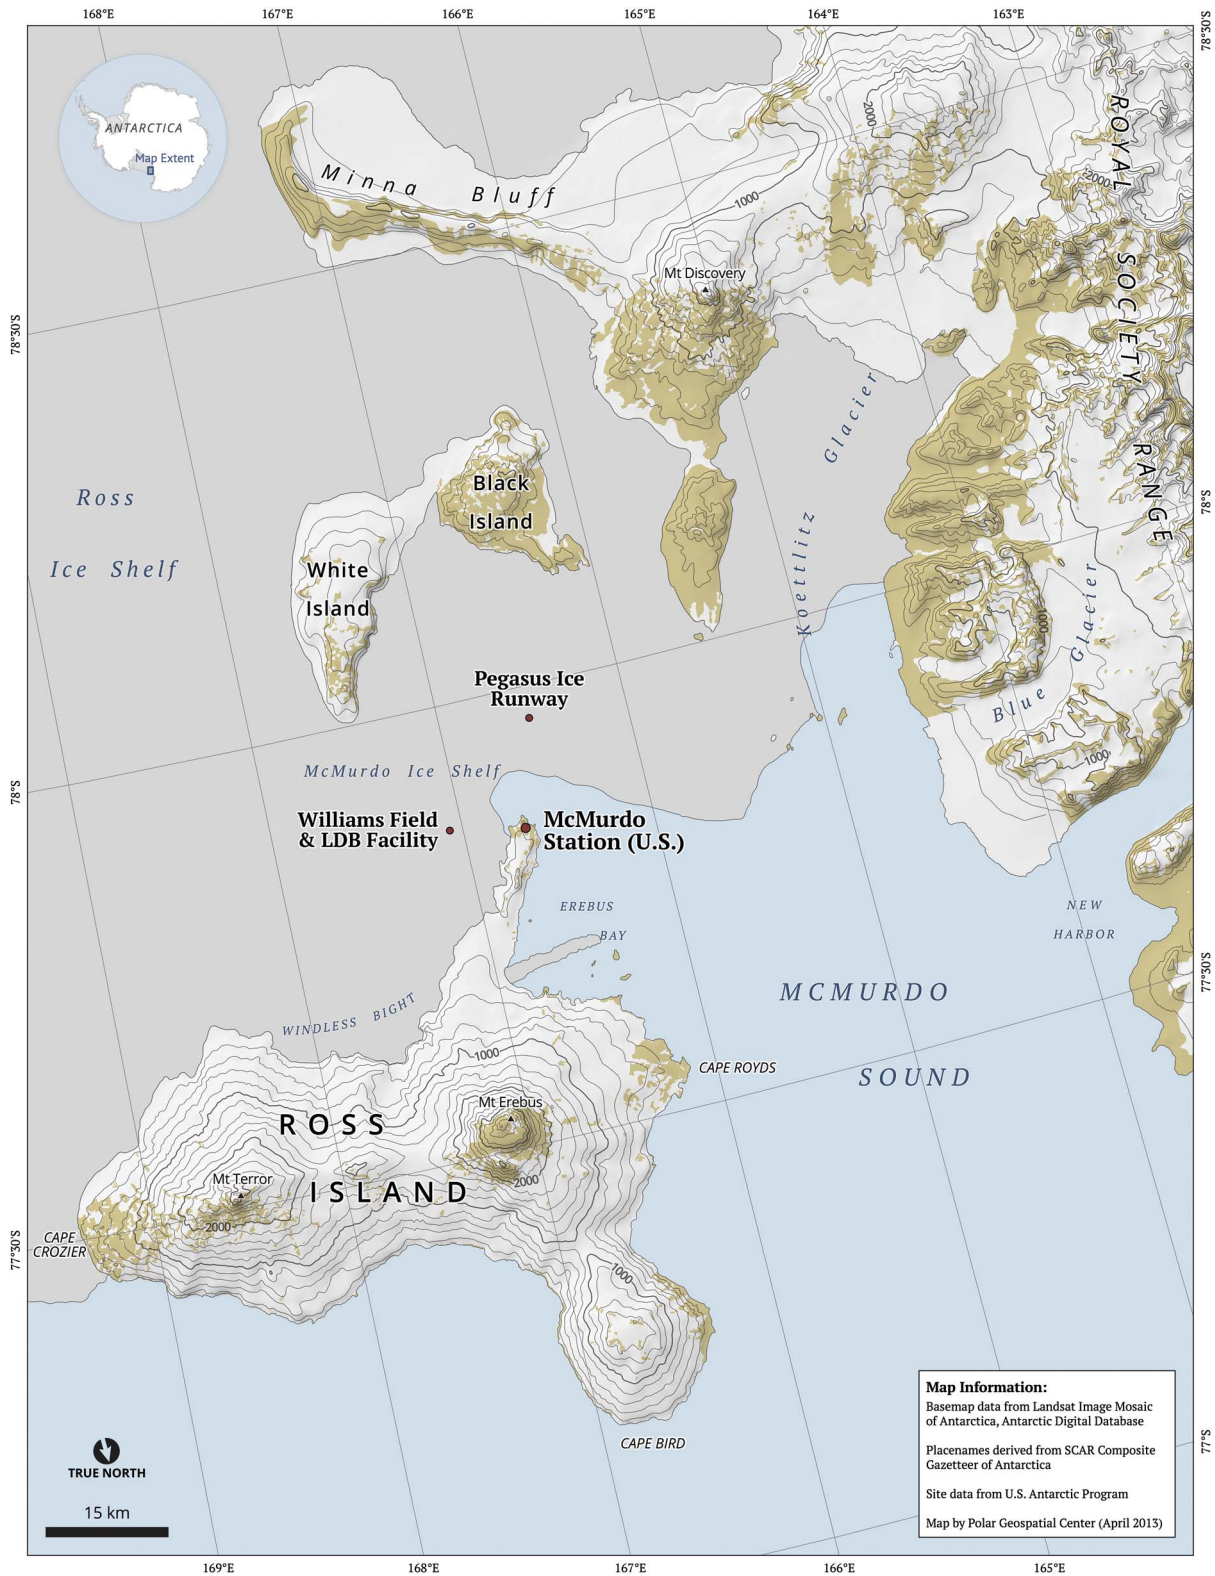 168°E
167°E
166°E
165°E
164°E
163°E
78°30'S
ANTARCTICA
Map Extent
Minna Bluff
2000
1000
2000
ROYAL SOCIETY RANGE
Mt Discovery
78°30'S
Koettlitz Glacier
Black
Island
Ross
Ice Shelf
78°S
White
Island
1000
Blue Glacier
Pegasus Ice
Runway
1000
McMurdo Ice Shelf
78°S
Williams Field
& LDB Facility
McMurdo
Station (U.S.)
EREBUS
BAY
NEW
HARBOR
77°30'S
MCMURDO
SOUND
WINDLESS BIGHT
1000
CAPE ROYDS
Mt Erebus
ROSS
ISLAND
2000
Mt Terror
2000
CAPE
CROZIER
77°30'S
1000
CAPE BIRD
77°S
Map Information:
Basemap data from Landsat Image Mosaic
of Antarctica, Antarctic Digital Database
Placenames derived from SCAR Composite
Gazetteer of Antarctica
Site data from U.S. Antarctic Program
Map by Polar Geospatial Center (April 2013)
TRUE NORTH
15 km
169°E
168°E
167°E
166°E
165°E